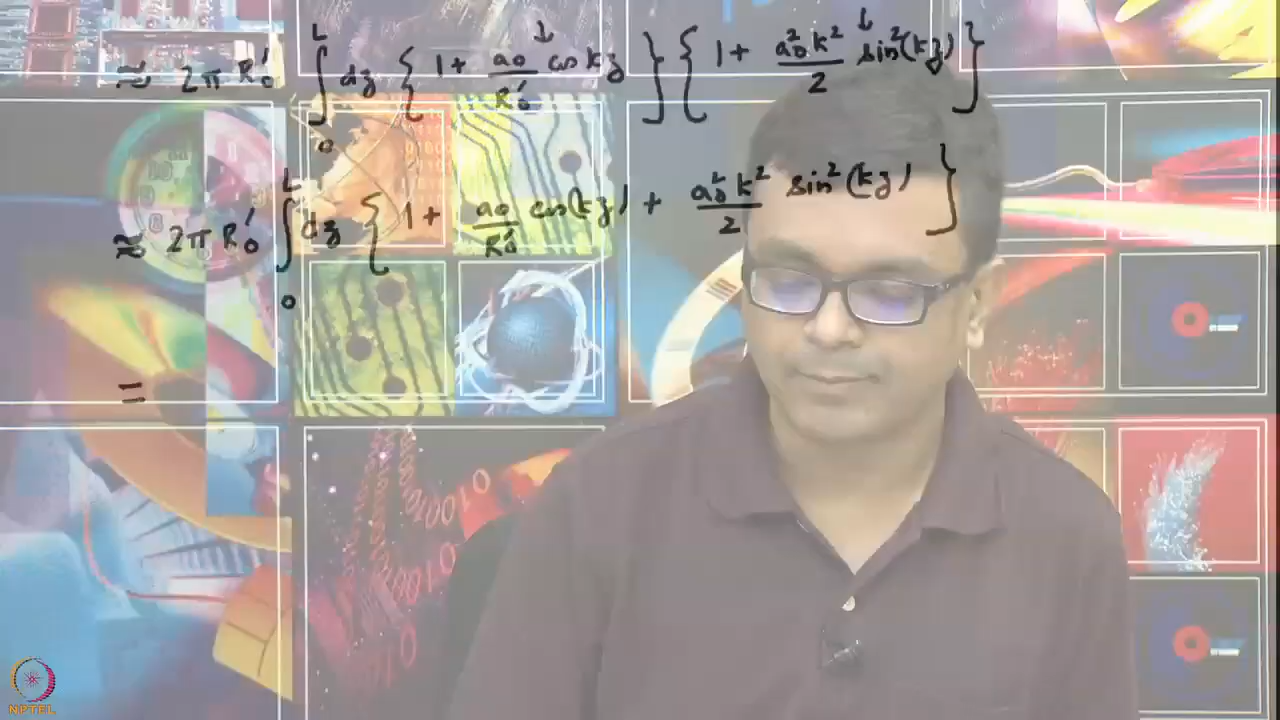 ≈ 2π R₀′ ∫₀ᴸ dz { 1 + a₀/R₀′ cos kz } { 1 + a₀²k²/2 sin²(kz) }
≈ 2π R₀′ ∫₀ᴸ dz { 1 + a₀/R₀′ cos(kz) + a₀²k²/2 sin²(kz) }
=
NPTEL